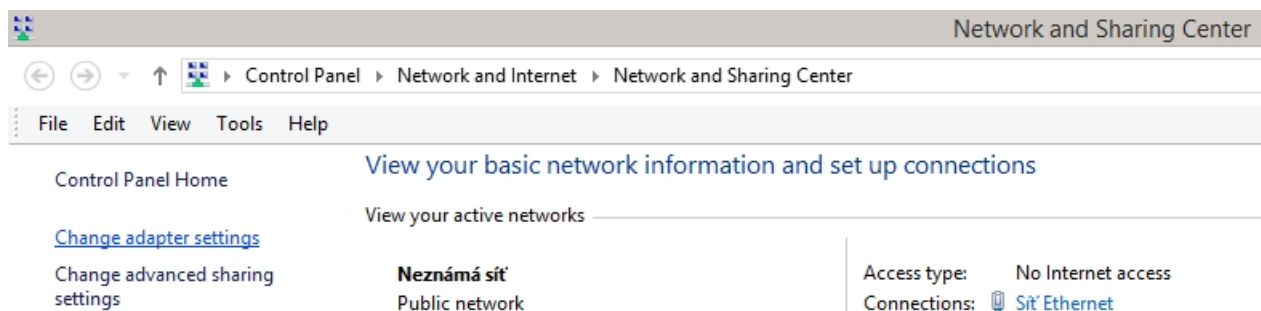 Network and Sharing Center
Control Panel Network and Internet Network and Sharing Center
File Edit View Tools Help
Control Panel Home
Change adapter settings
Change advanced sharing
settings
View your basic network information and set up connections
View your active networks
Neznámá síť
Public network
Access type: No Internet access
Connections: Síť Ethernet